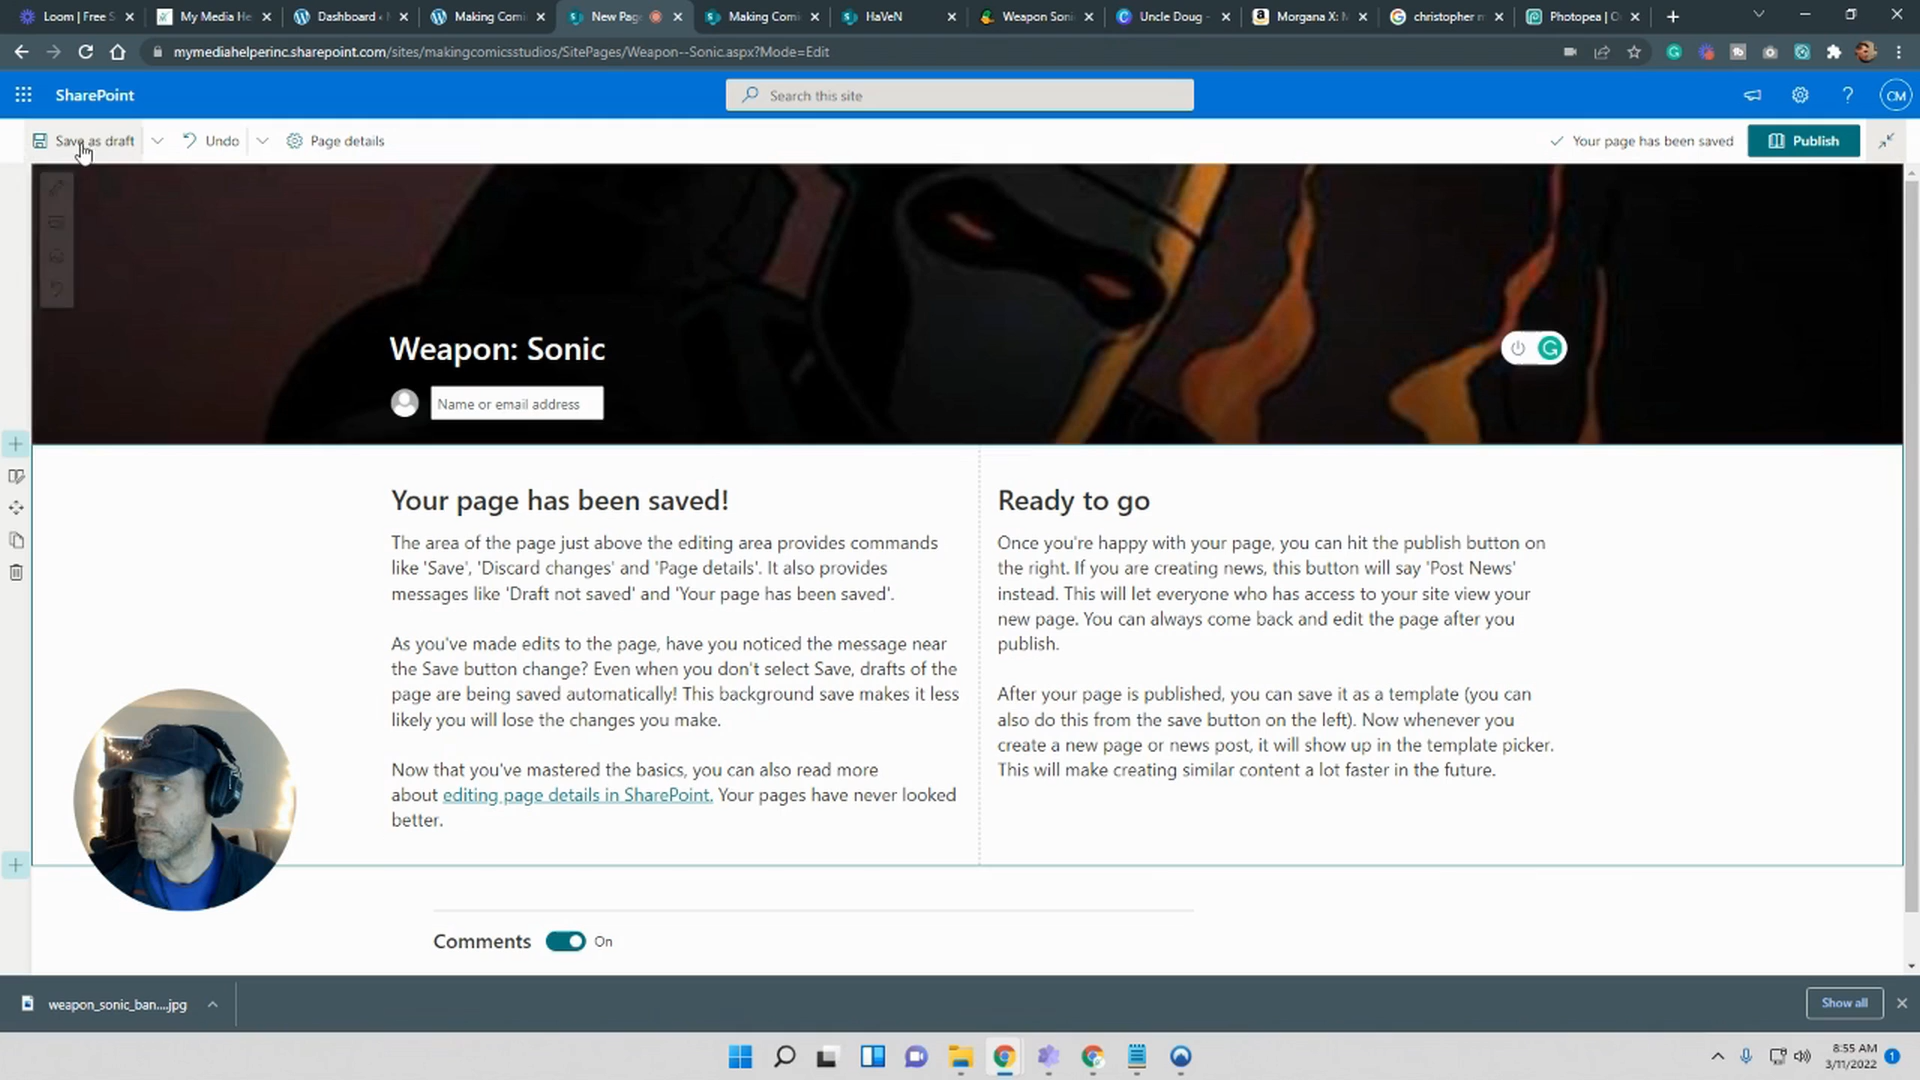 Loom | Free S
My Media He
Dashboard ‹
Making Comi
New Pag
Making Comi
HaVeN
Weapon Soni
Uncle Doug -
Morgana X: M
christopher m
Photopea | O
mymediahelperinc.sharepoint.com/sites/makingcomicsstudios/SitePages/Weapon--Sonic.aspx?Mode=Edit
SharePoint
Search this site
CM
Save as draft
Undo
Page details
Your page has been saved
Publish
Weapon: Sonic
Name or email address
Your page has been saved!
The area of the page just above the editing area provides commands
like 'Save', 'Discard changes' and 'Page details'. It also provides
messages like 'Draft not saved' and 'Your page has been saved'.
As you've made edits to the page, have you noticed the message near
the Save button change? Even when you don't select Save, drafts of the
page are being saved automatically! This background save makes it less
likely you will lose the changes you make.
Now that you've mastered the basics, you can also read more
about editing page details in SharePoint. Your pages have never looked
better.
Ready to go
Once you're happy with your page, you can hit the publish button on
the right. If you are creating news, this button will say 'Post News'
instead. This will let everyone who has access to your site view your
new page. You can always come back and edit the page after you
publish.
After your page is published, you can save it as a template (you can
also do this from the save button on the left). Now whenever you
create a new page or news post, it will show up in the template picker.
This will make creating similar content a lot faster in the future.
Comments
On
weapon_sonic_ban....jpg
Show all
8:55 AM
3/11/2022
1